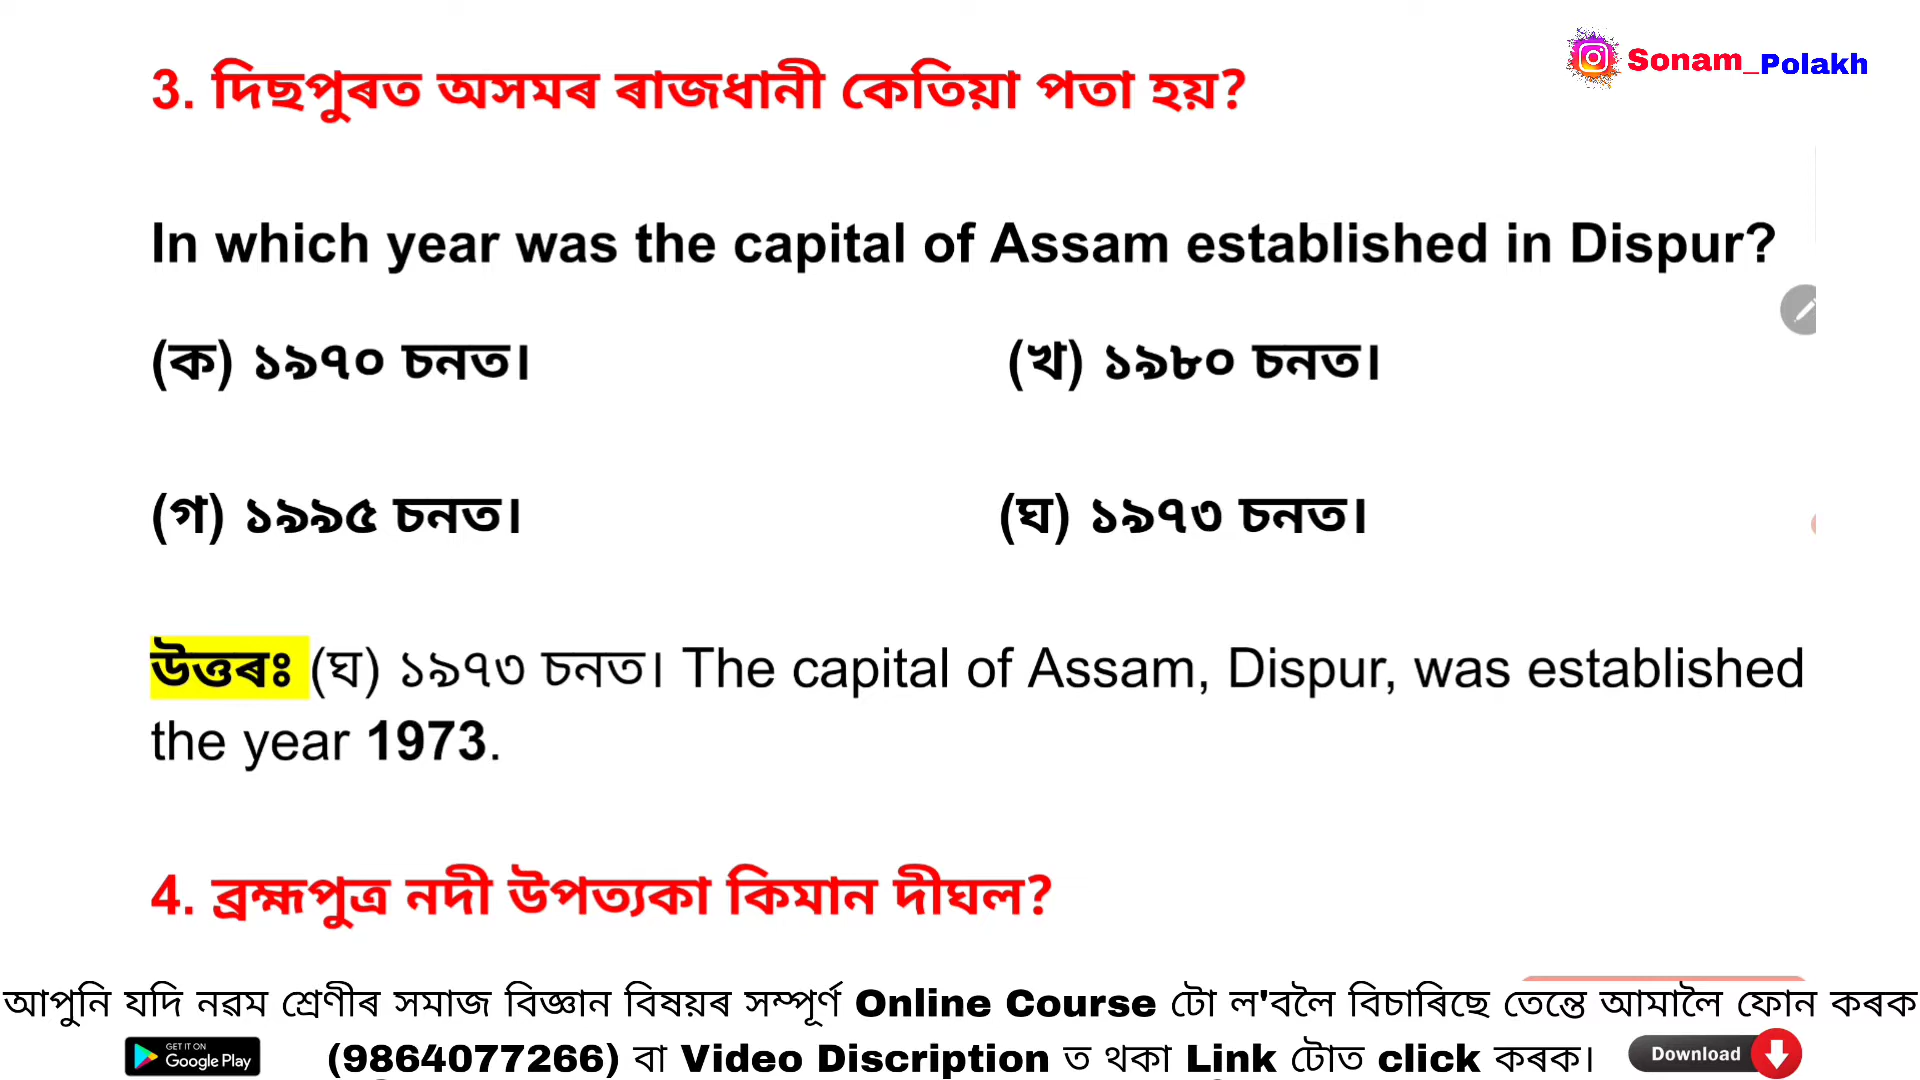 Sonam_Polakh
3. দিছপুৰত অসমৰ ৰাজধানী কেতিয়া পতা হয়?
In which year was the capital of Assam established in Dispur?
(ক) ১৯৭০ চনত। (খ) ১৯৮০ চনত।
(গ) ১৯৯৫ চনত। (ঘ) ১৯৭৩ চনত।
উত্তৰঃ (ঘ) ১৯৭৩ চনত। The capital of Assam, Dispur, was established
the year 1973.
4. ব্ৰহ্মপুত্ৰ নদী উপত্যকা কিমান দীঘল?
আপুনি যদি নৱম শ্ৰেণীৰ সমাজ বিজ্ঞান বিষয়ৰ সম্পূৰ্ণ Online Course টো ল'বলৈ বিচাৰিছে তেন্তে আমালৈ ফোন কৰক
GET IT ON
Google Play
(9864077266) বা Video Discription ত থকা Link টোত click কৰক।
Download